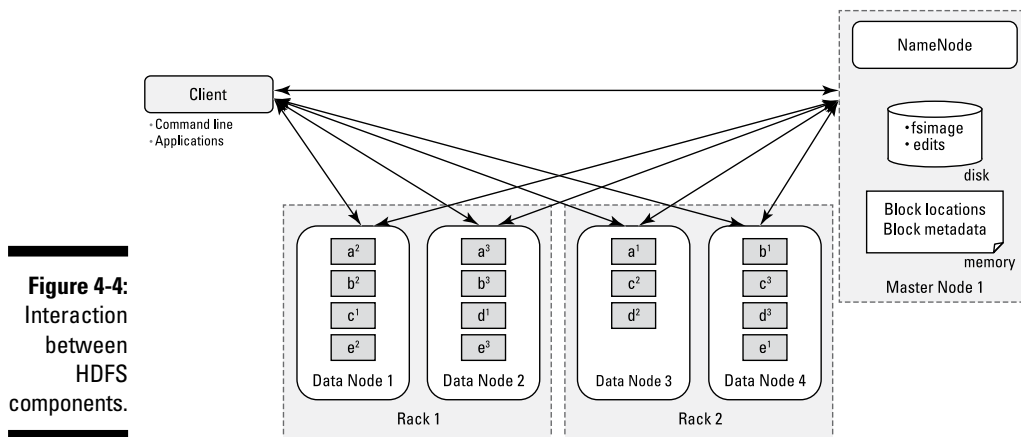 NameNode
Client
• Command line
• Applications
• fsimage
• edits
disk
Block locations
Block metadata
memory
Master Node 1
a²
b²
c¹
e²
Data Node 1
a³
b³
d¹
e³
Data Node 2
Rack 1
a¹
c²
d²
Data Node 3
b¹
c³
d³
e¹
Data Node 4
Rack 2
Figure 4-4:
Interaction
between
HDFS
components.